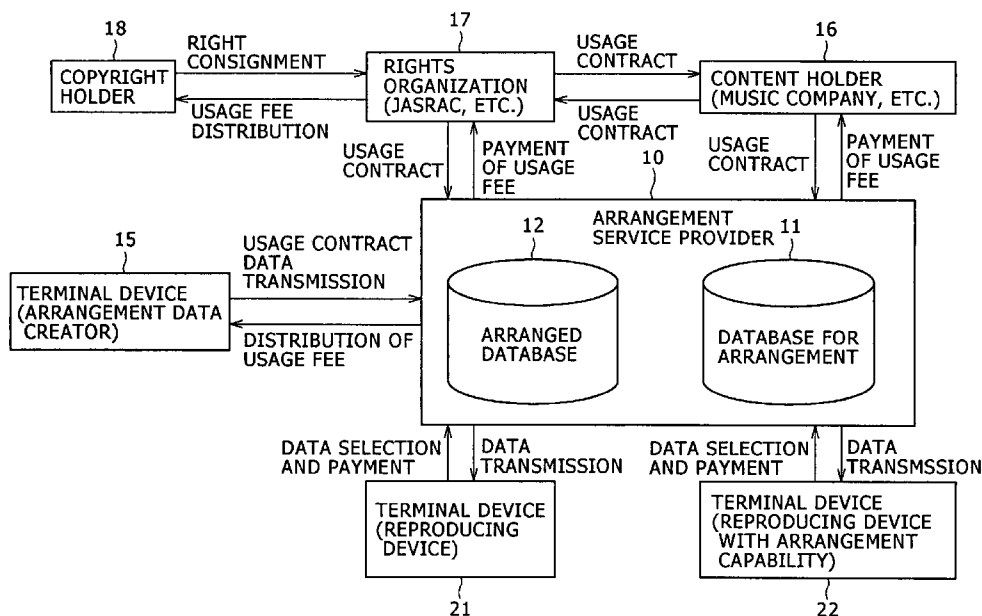 18
RIGHT
CONSIGNMENT
17
USAGE
CONTRACT
16
COPYRIGHT
HOLDER
RIGHTS
ORGANIZATION
(JASRAC, ETC.)
CONTENT HOLDER
(MUSIC COMPANY, ETC.)
USAGE FEE
DISTRIBUTION
USAGE
CONTRACT
USAGE
CONTRACT
PAYMENT
OF USAGE
FEE
10
USAGE
CONTRACT
PAYMENT
OF USAGE
FEE
15
USAGE CONTRACT
DATA
TRANSMISSION
12
ARRANGEMENT
SERVICE
PROVIDER
11
TERMINAL DEVICE
(ARRANGEMENT DATA
CREATOR)
DISTRIBUTION OF
USAGE FEE
ARRANGED
DATABASE
DATABASE FOR
ARRANGEMENT
DATA SELECTION
AND PAYMENT
DATA
TRANSMISSION
DATA SELECTION
AND PAYMENT
DATA
TRANSMSSION
TERMINAL DEVICE
(REPRODUCING
DEVICE)
TERMINAL DEVICE
(REPRODUCING DEVICE
WITH ARRANGEMENT
CAPABILITY)
21
22